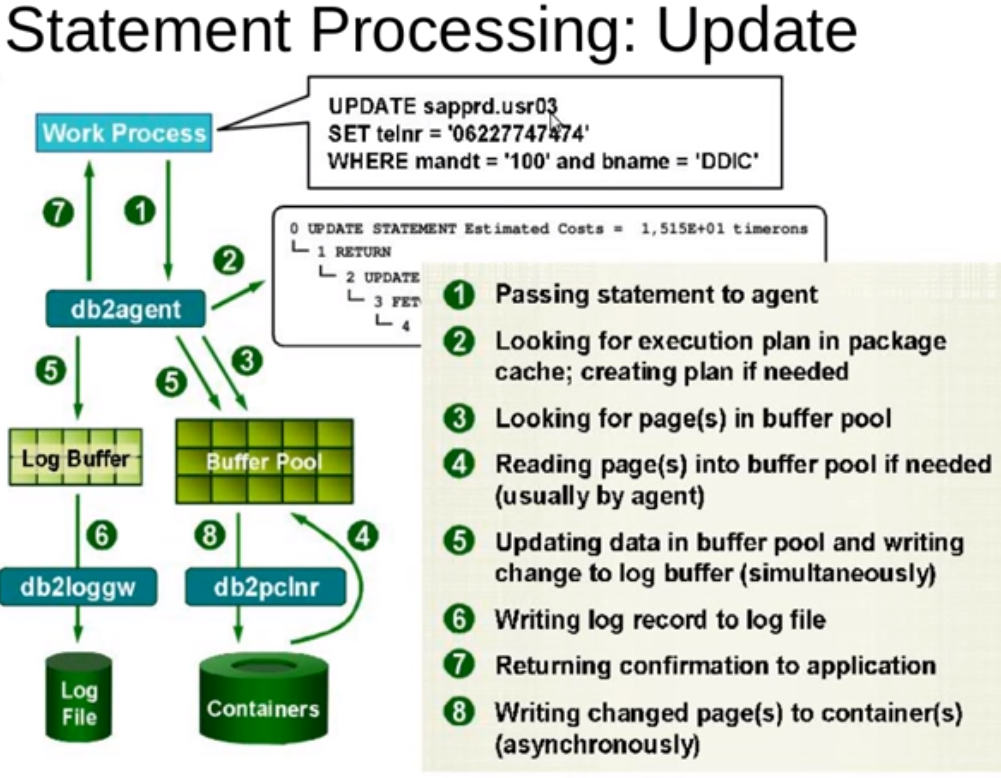 Statement Processing: Update
Work Process
UPDATE sapprd.usr03
SET telnr = '06227747474'
WHERE mandt = '100' and bname = 'DDIC'
7
1
2
0 UPDATE STATEMENT Estimated Costs = 1,515E+01 timerons
1 RETURN
2 UPDATE
3 FET
4
db2agent
5
5
3
Log Buffer
Buffer Pool
6
8
4
db2loggw
db2pclnr
Log
File
Containers
1 Passing statement to agent
2 Looking for execution plan in package
cache; creating plan if needed
3 Looking for page(s) in buffer pool
4 Reading page(s) into buffer pool if needed
(usually by agent)
5 Updating data in buffer pool and writing
change to log buffer (simultaneously)
6 Writing log record to log file
7 Returning confirmation to application
8 Writing changed page(s) to container(s)
(asynchronously)